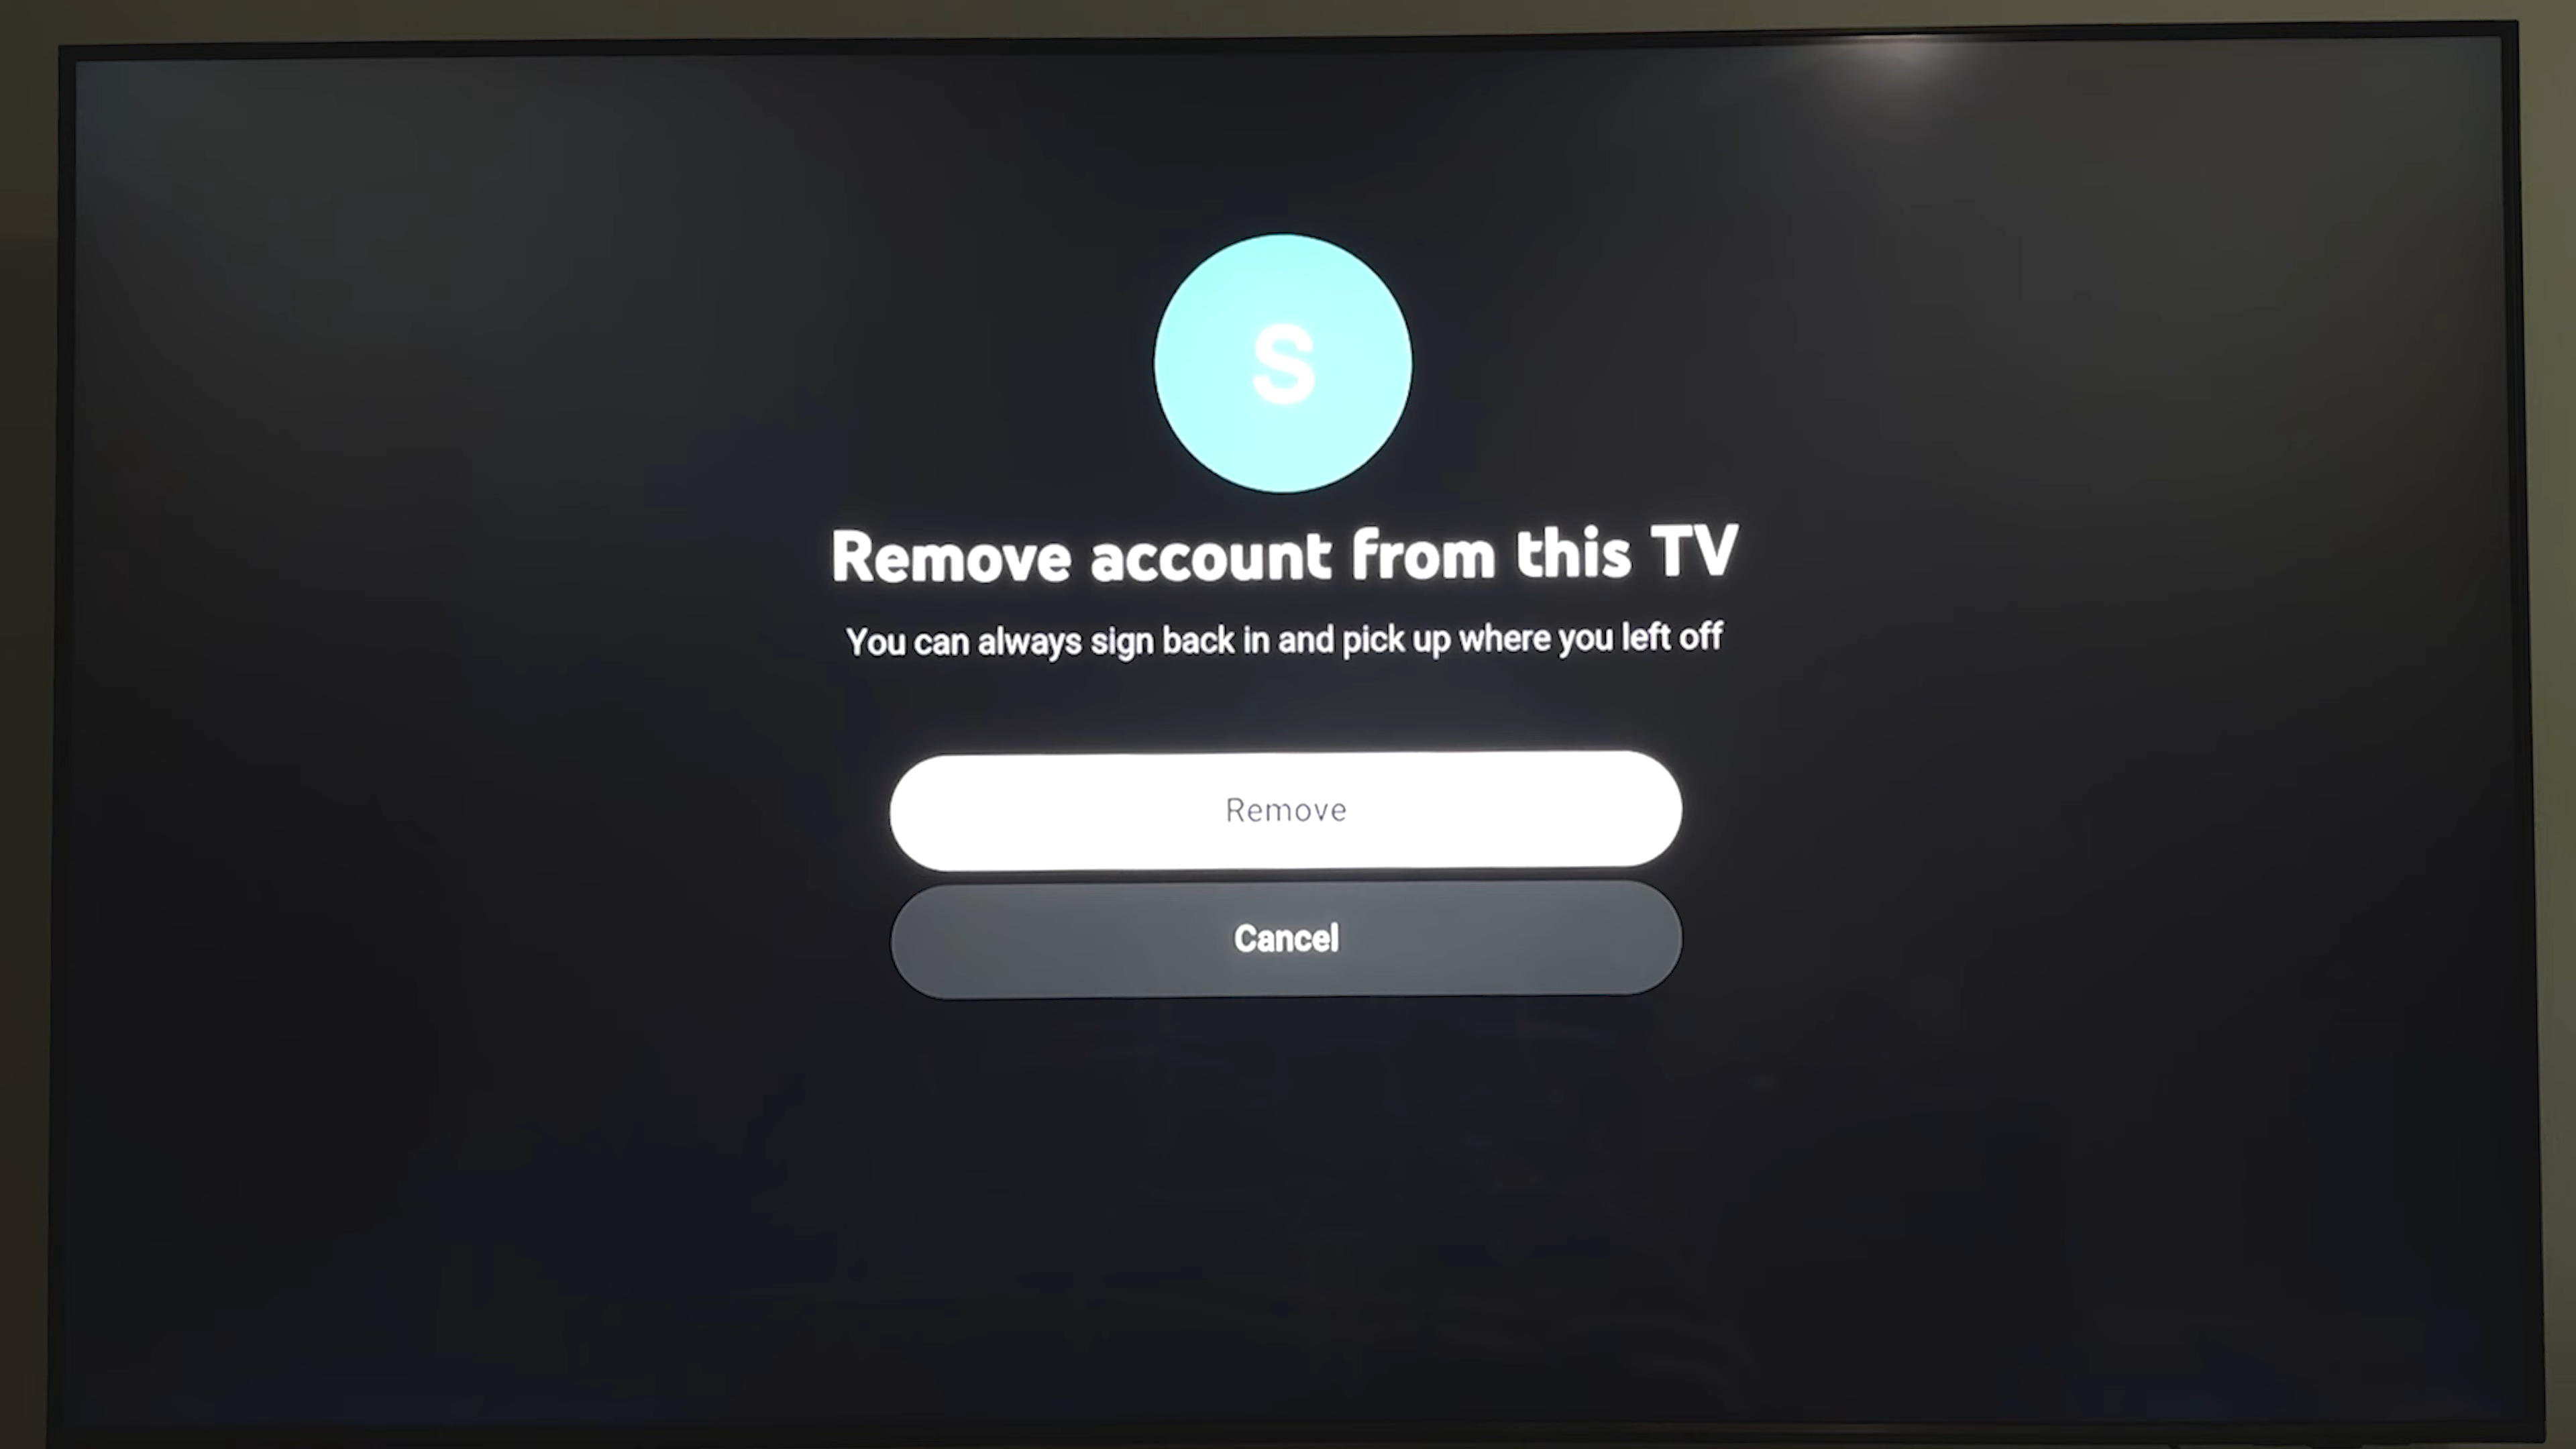 S
Remove account from this TV
You can always sign back in and pick up where you left off
Remove
Cancel